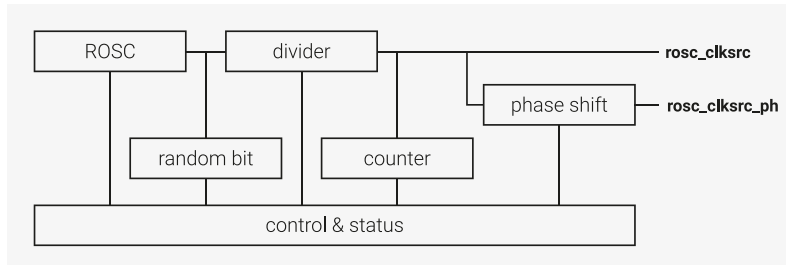 ROSC
divider
rosc_clksrc
phase shift
rosc_clksrc_ph
random bit
counter
control & status